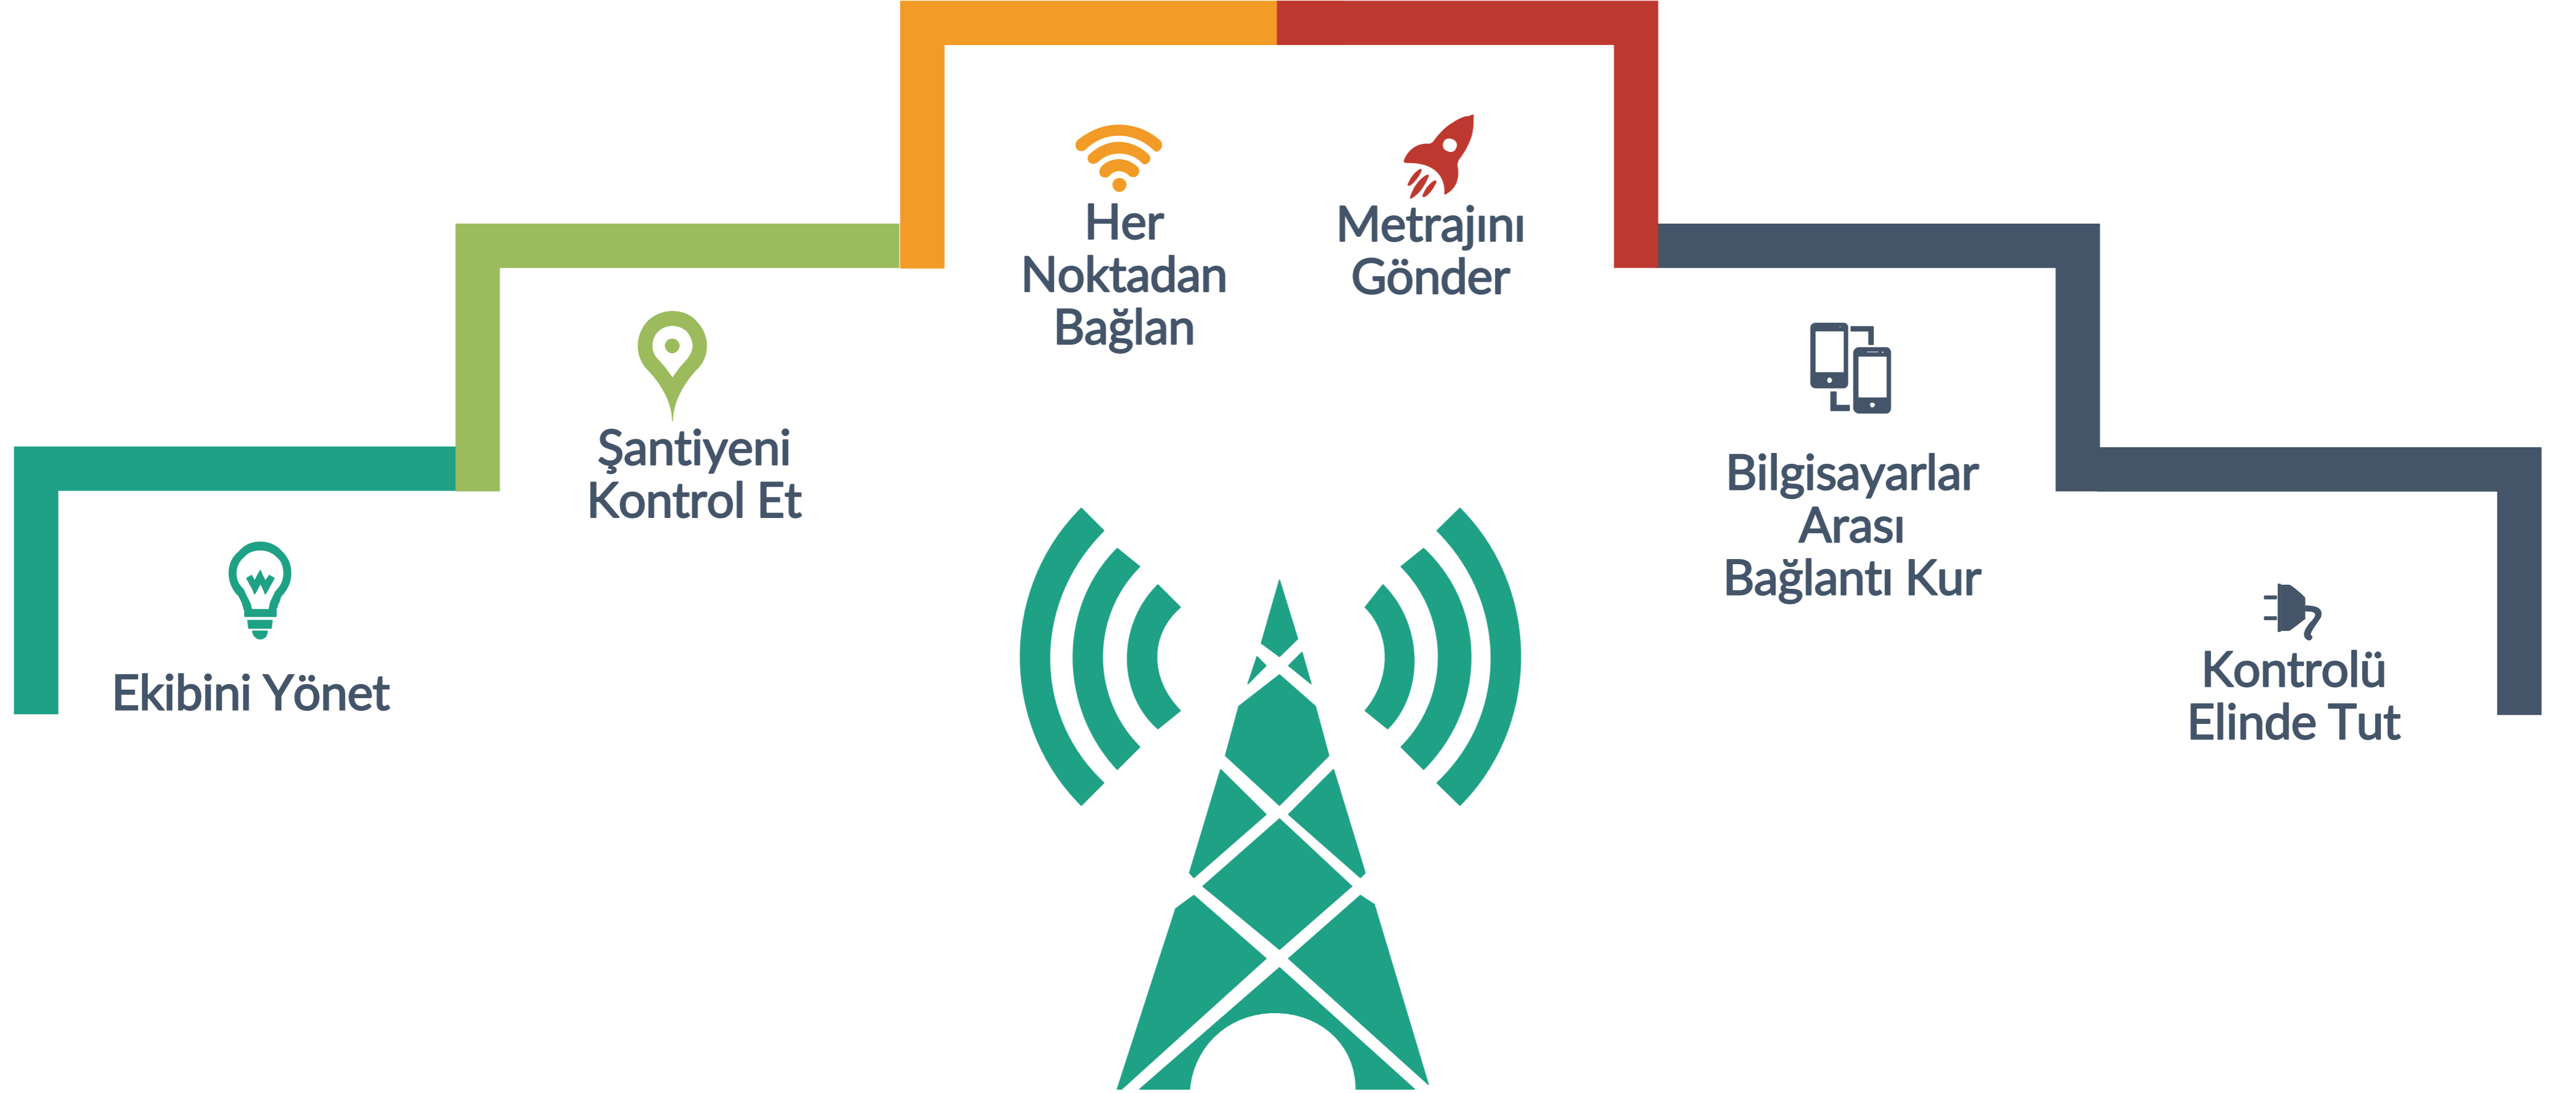 Ekibini Yönet
Şantiyeni
Kontrol Et
Her
Noktadan
Bağlan
Metrajını
Gönder
Bilgisayarlar
Arası
Bağlantı Kur
Kontrolü
Elinde Tut